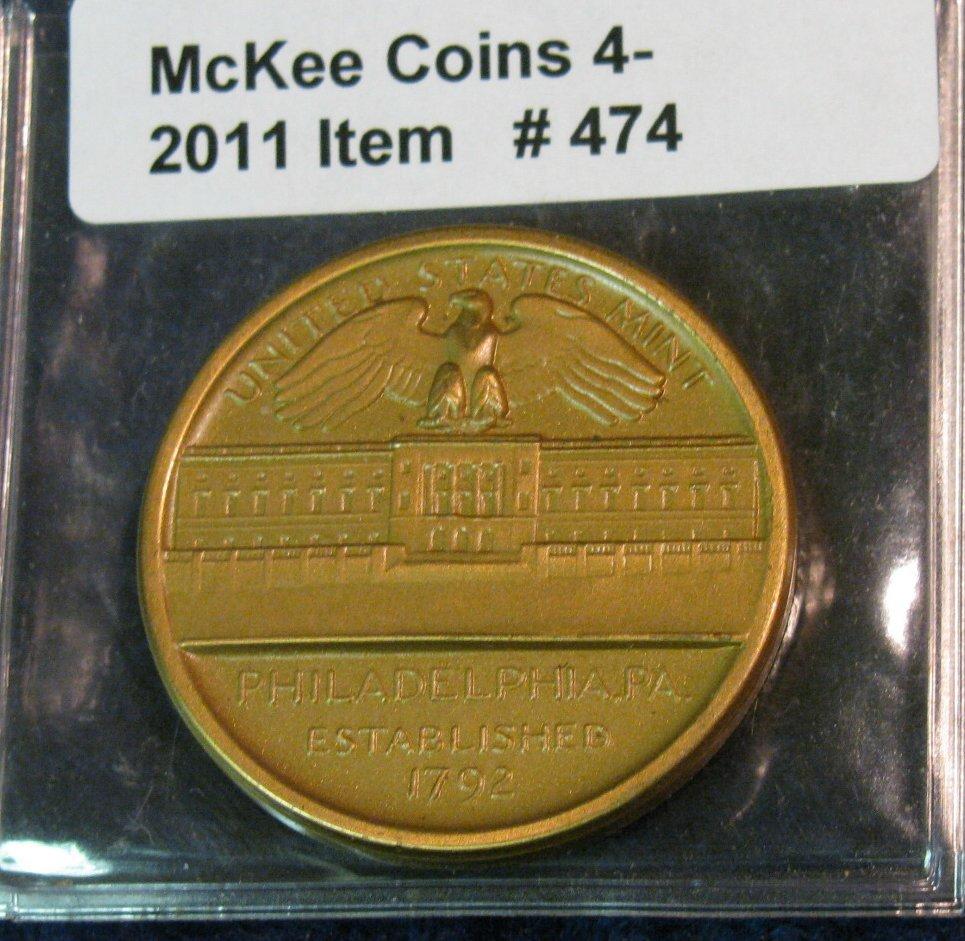 McKee Coins 4-
2011 Item # 474
UNITED STATES MINT
PHILADELPHIA, PA.
ESTABLISHED
1792